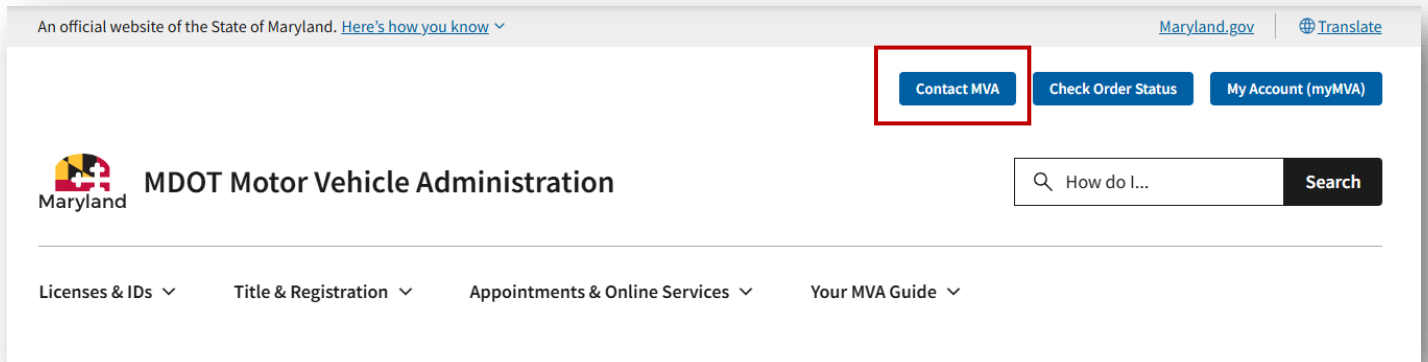 An official website of the State of Maryland. Here's how you know
Maryland.gov
Translate
Contact MVA
Check Order Status
My Account (myMVA)
Maryland
MDOT Motor Vehicle Administration
How do I...
Search
Licenses & IDs
Title & Registration
Appointments & Online Services
Your MVA Guide